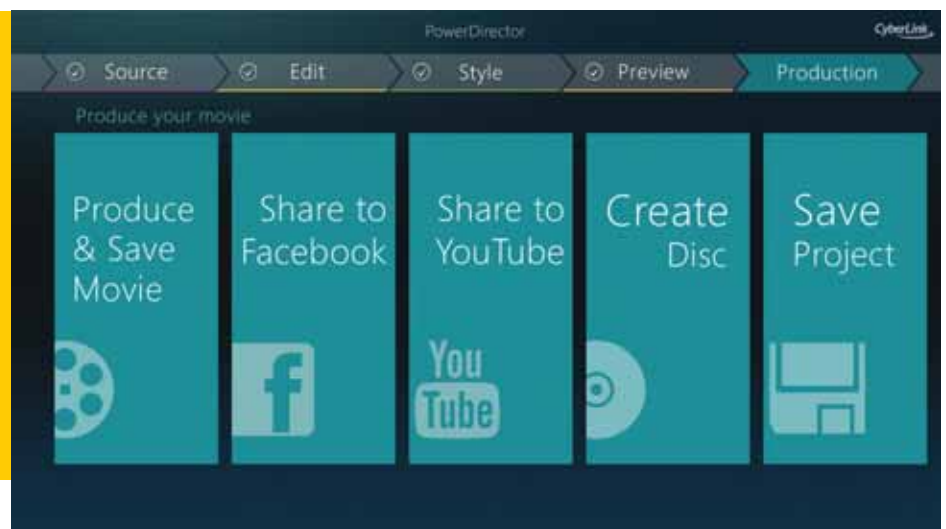 PowerDirector
CyberLink
Source
Edit
Style
Preview
Production
Produce your movie
Produce
& Save
Movie
Share to
Facebook
Share to
YouTube
Create
Disc
Save
Project
f
You
Tube